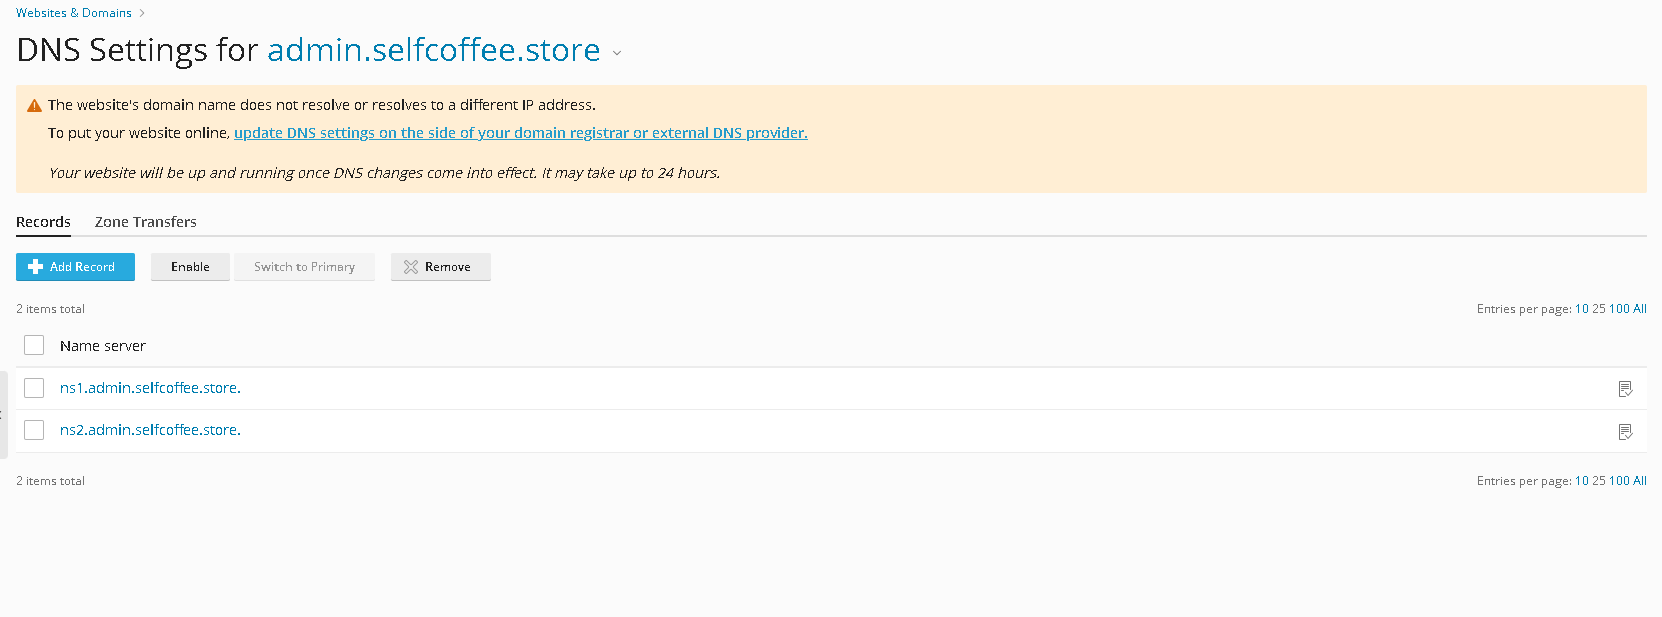 Websites & Domains
DNS Settings for admin.selfcoffee.store
The website's domain name does not resolve or resolves to a different IP address.
To put your website online, update DNS settings on the side of your domain registrar or external DNS provider.
Your website will be up and running once DNS changes come into effect. It may take up to 24 hours.
Records Zone Transfers
Add Record Enable Switch to Primary Remove
2 items total Entries per page: 10 25 100 All
Name server
ns1.admin.selfcoffee.store.
ns2.admin.selfcoffee.store.
2 items total Entries per page: 10 25 100 All